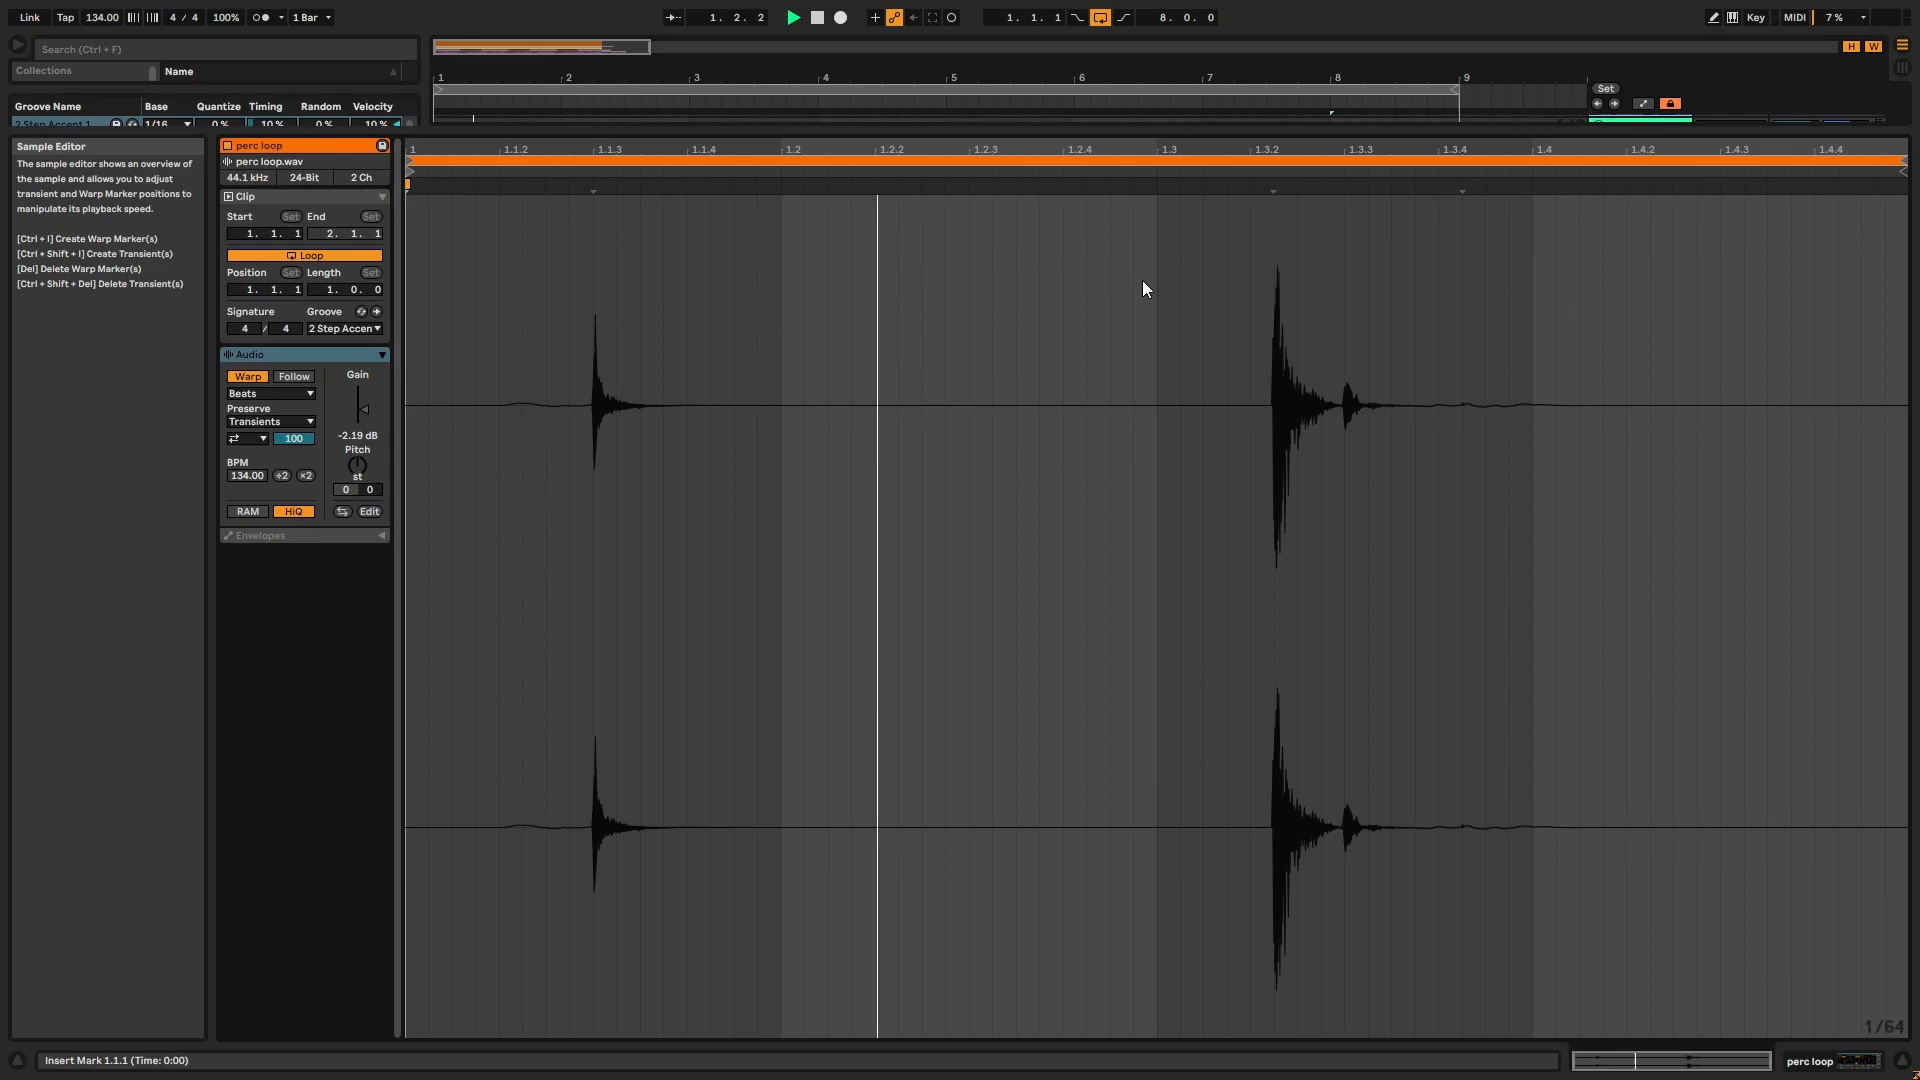 Link Tap 134.00 4 / 4 100% 1 Bar 1. 2. 2 1. 1. 1 8. 0. 0 Key MIDI 7 %
Search (Ctrl + F) H W
Collections Name
1 2 3 4 5 6 7 8 9
Set
Groove Name Base Quantize Timing Random Velocity
2 Step Accent 1 1/16 0 % 10 % 0 % 10 %
Sample Editor
The sample editor shows an overview of
the sample and allows you to adjust
transient and Warp Marker positions to
manipulate its playback speed.
[Ctrl + I] Create Warp Marker(s)
[Ctrl + Shift + I] Create Transient(s)
[Del] Delete Warp Marker(s)
[Ctrl + Shift + Del] Delete Transient(s)
perc loop
perc loop.wav
44.1 kHz 24-Bit 2 Ch
Clip
Start Set End Set
1. 1. 1 2. 1. 1
Loop
Position Set Length Set
1. 1. 1 1. 0. 0
Signature Groove
4 / 4 2 Step Accen
Audio
Warp Follow Gain
Beats
Preserve
Transients
100 -2.19 dB
Pitch
BPM st
134.00 ÷2 ×2
0 0
RAM HiQ Edit
Envelopes
1 1.1.2 1.1.3 1.1.4 1.2 1.2.2 1.2.3 1.2.4 1.3 1.3.2 1.3.3 1.3.4 1.4 1.4.2 1.4.3 1.4.4
1/64
Insert Mark 1.1.1 (Time: 0:00) perc loop